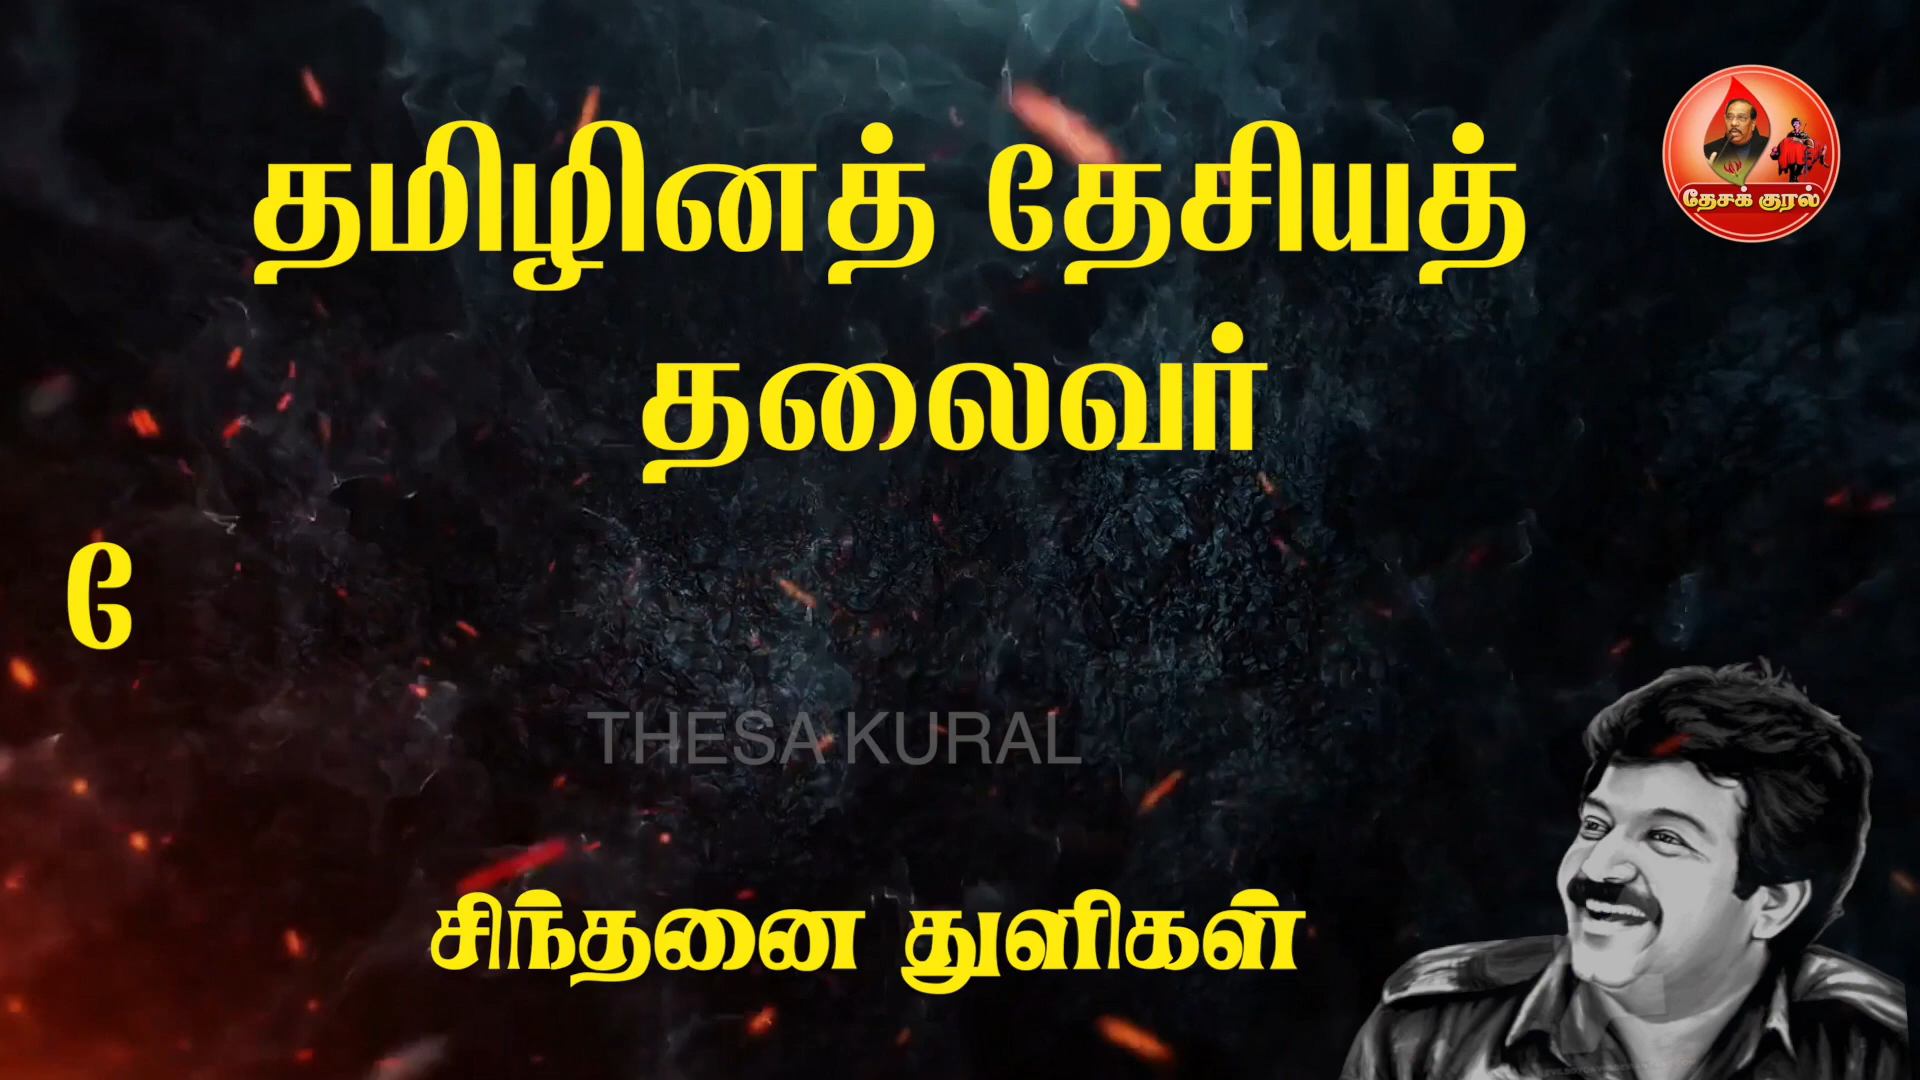 தமிழினத் தேசியத்
தலைவர்
தேசக் குரல்
ே
THESA KURAL
சிந்தனை துளிகள்